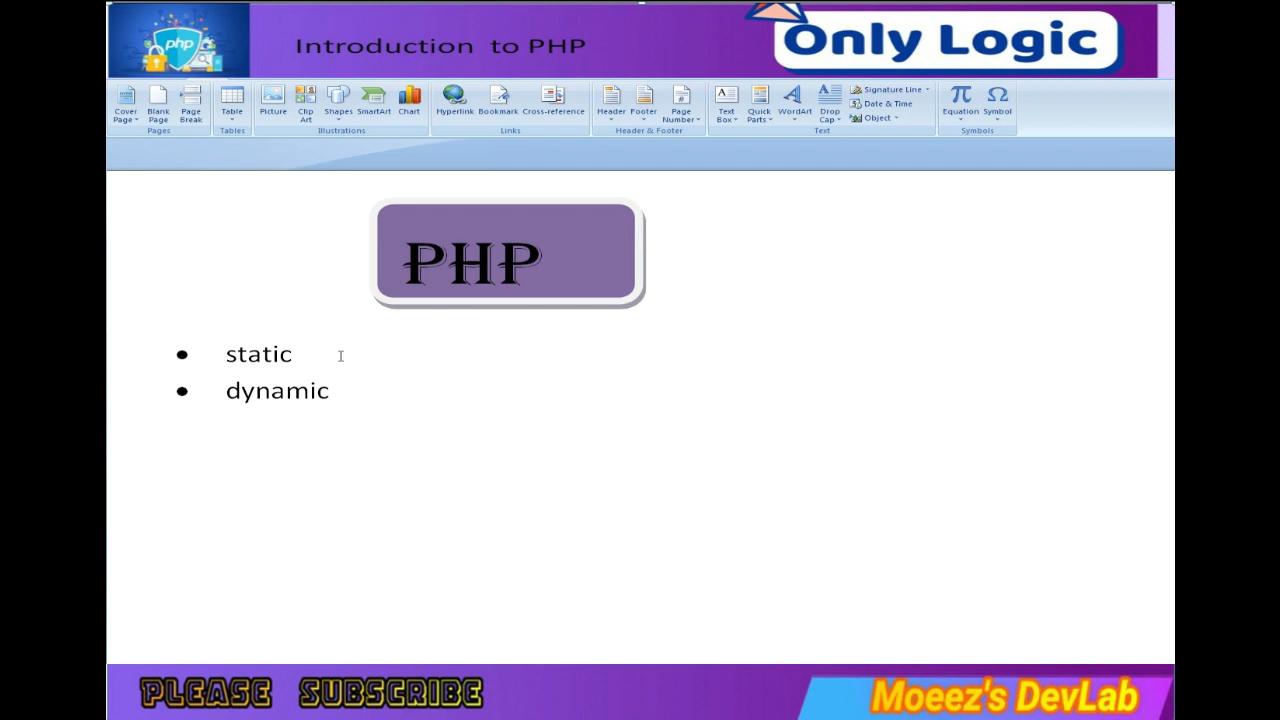 php
Introduction to PHP
Only Logic
Cover Page
Blank Page
Page Break
Table
Picture
Clip Art
Shapes
SmartArt
Chart
Hyperlink
Bookmark
Cross-reference
Header
Footer
Page Number
Text Box
Quick Parts
WordArt
Drop Cap
Signature Line
Date & Time
Object
Equation
Symbol
Pages
Tables
Illustrations
Links
Header & Footer
Text
Symbols
PHP
• static
• dynamic
PLEASE SUBSCRIBE
Moeez's DevLab